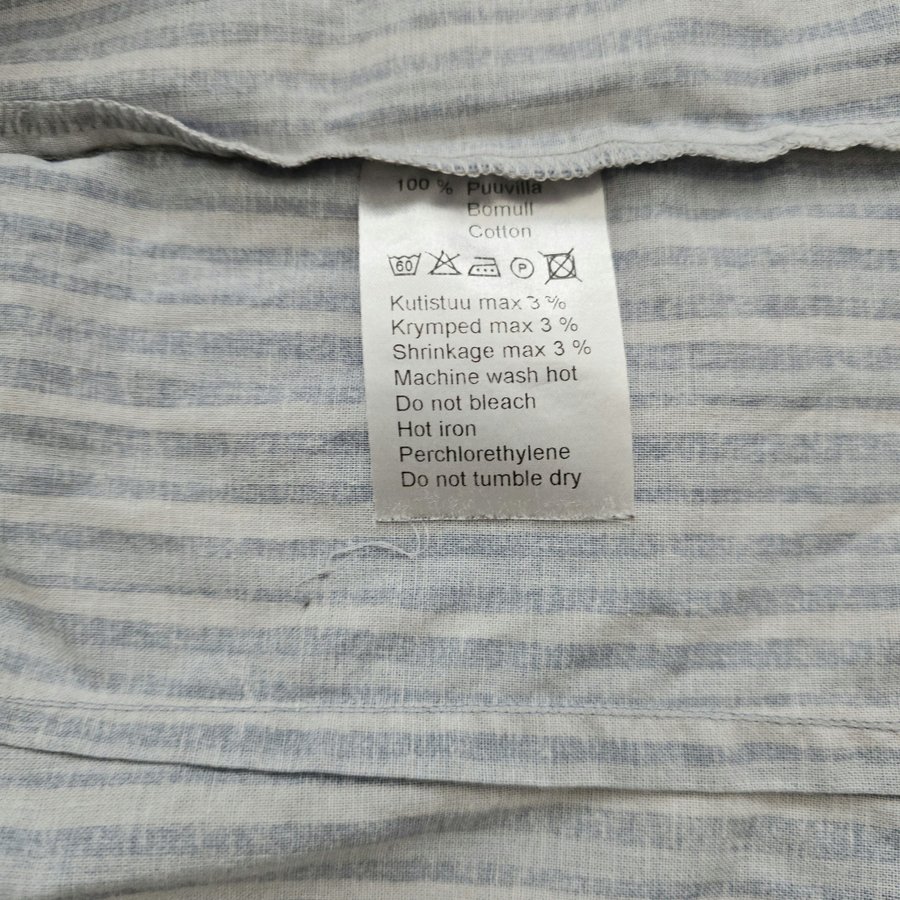 100 % Puuvilla
Bomull
Cotton
60 P
Kutistuu max 3 %
Krymped max 3 %
Shrinkage max 3 %
Machine wash hot
Do not bleach
Hot iron
Perchlorethylene
Do not tumble dry